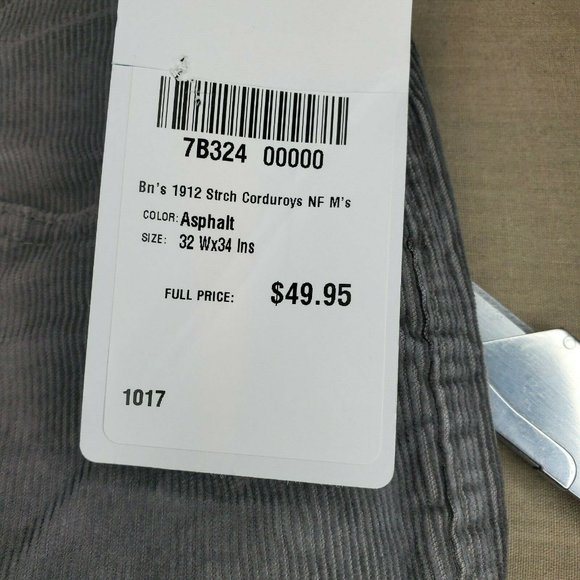 7B324 00000
Bn's 1912 Strch Corduroys NF M's
COLOR: Asphalt
SIZE: 32 Wx34 Ins
FULL PRICE: $49.95
1017